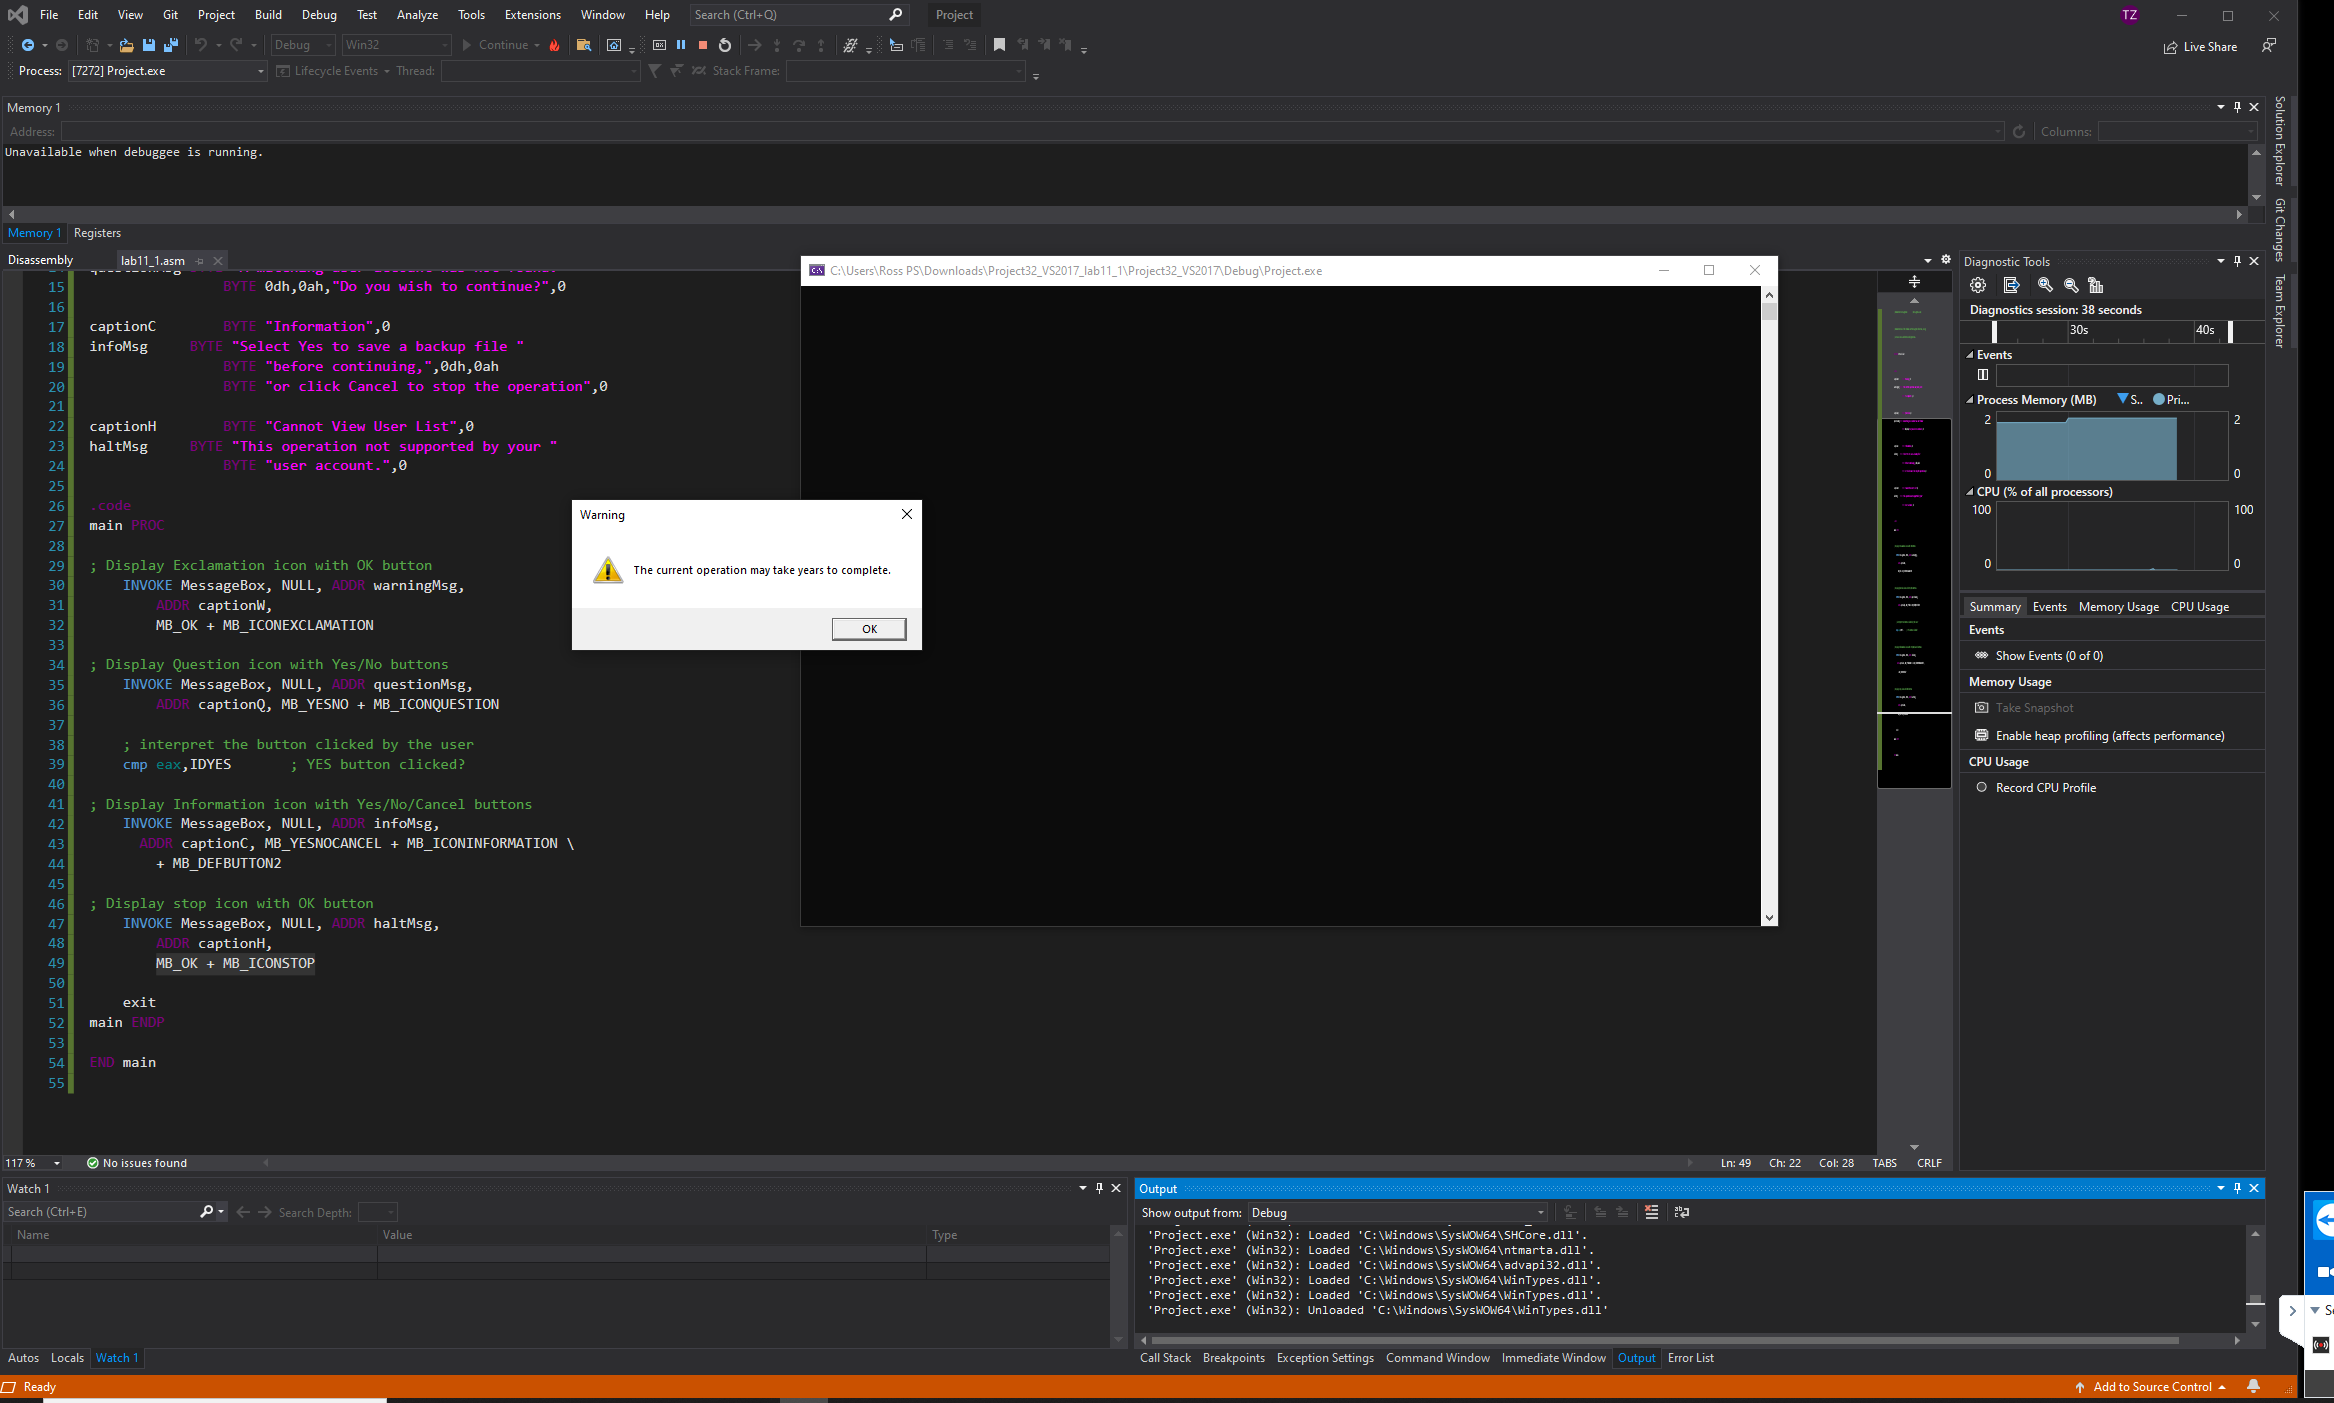 File Edit View Git Project Build Debug Test Analyze Tools Extensions Window Help Search (Ctrl+Q) Project TZ
Debug Win32 Continue Live Share
Process: [7272] Project.exe Lifecycle Events Thread: Stack Frame:
Memory 1
Address: Columns:
Unavailable when debuggee is running.
Memory 1 Registers
Solution Explorer
Git Changes
Team Explorer
Disassembly lab11_1.asm
15 BYTE 0dh,0ah,"Do you wish to continue?",0
16
17 captionC BYTE "Information",0
18 infoMsg BYTE "Select Yes to save a backup file "
19 BYTE "before continuing,",0dh,0ah
20 BYTE "or click Cancel to stop the operation",0
21
22 captionH BYTE "Cannot View User List",0
23 haltMsg BYTE "This operation not supported by your "
24 BYTE "user account.",0
25
26 .code
27 main PROC
28
29 ; Display Exclamation icon with OK button
30 INVOKE MessageBox, NULL, ADDR warningMsg,
31 ADDR captionW,
32 MB_OK + MB_ICONEXCLAMATION
33
34 ; Display Question icon with Yes/No buttons
35 INVOKE MessageBox, NULL, ADDR questionMsg,
36 ADDR captionQ, MB_YESNO + MB_ICONQUESTION
37
38 ; interpret the button clicked by the user
39 cmp eax,IDYES ; YES button clicked?
40
41 ; Display Information icon with Yes/No/Cancel buttons
42 INVOKE MessageBox, NULL, ADDR infoMsg,
43 ADDR captionC, MB_YESNOCANCEL + MB_ICONINFORMATION \
44 + MB_DEFBUTTON2
45
46 ; Display stop icon with OK button
47 INVOKE MessageBox, NULL, ADDR haltMsg,
48 ADDR captionH,
49 MB_OK + MB_ICONSTOP
50
51 exit
52 main ENDP
53
54 END main
55
C:\Users\Ross PS\Downloads\Project32_VS2017_lab11_1\Project32_VS2017\Debug\Project.exe
Warning
The current operation may take years to complete.
OK
Diagnostic Tools
Diagnostics session: 38 seconds
30s 40s
Events
Process Memory (MB) S.. Pri...
2 2
0 0
CPU (% of all processors)
100 100
0 0
Summary Events Memory Usage CPU Usage
Events
Show Events (0 of 0)
Memory Usage
Take Snapshot
Enable heap profiling (affects performance)
CPU Usage
Record CPU Profile
117 % No issues found Ln: 49 Ch: 22 Col: 28 TABS CRLF
Watch 1
Search (Ctrl+E) Search Depth:
Name Value Type
Autos Locals Watch 1
Output
Show output from: Debug
'Project.exe' (Win32): Loaded 'C:\Windows\SysWOW64\SHCore.dll'.
'Project.exe' (Win32): Loaded 'C:\Windows\SysWOW64\ntmarta.dll'.
'Project.exe' (Win32): Loaded 'C:\Windows\SysWOW64\advapi32.dll'.
'Project.exe' (Win32): Loaded 'C:\Windows\SysWOW64\WinTypes.dll'.
'Project.exe' (Win32): Loaded 'C:\Windows\SysWOW64\WinTypes.dll'.
'Project.exe' (Win32): Unloaded 'C:\Windows\SysWOW64\WinTypes.dll'
Call Stack Breakpoints Exception Settings Command Window Immediate Window Output Error List
Ready Add to Source Control